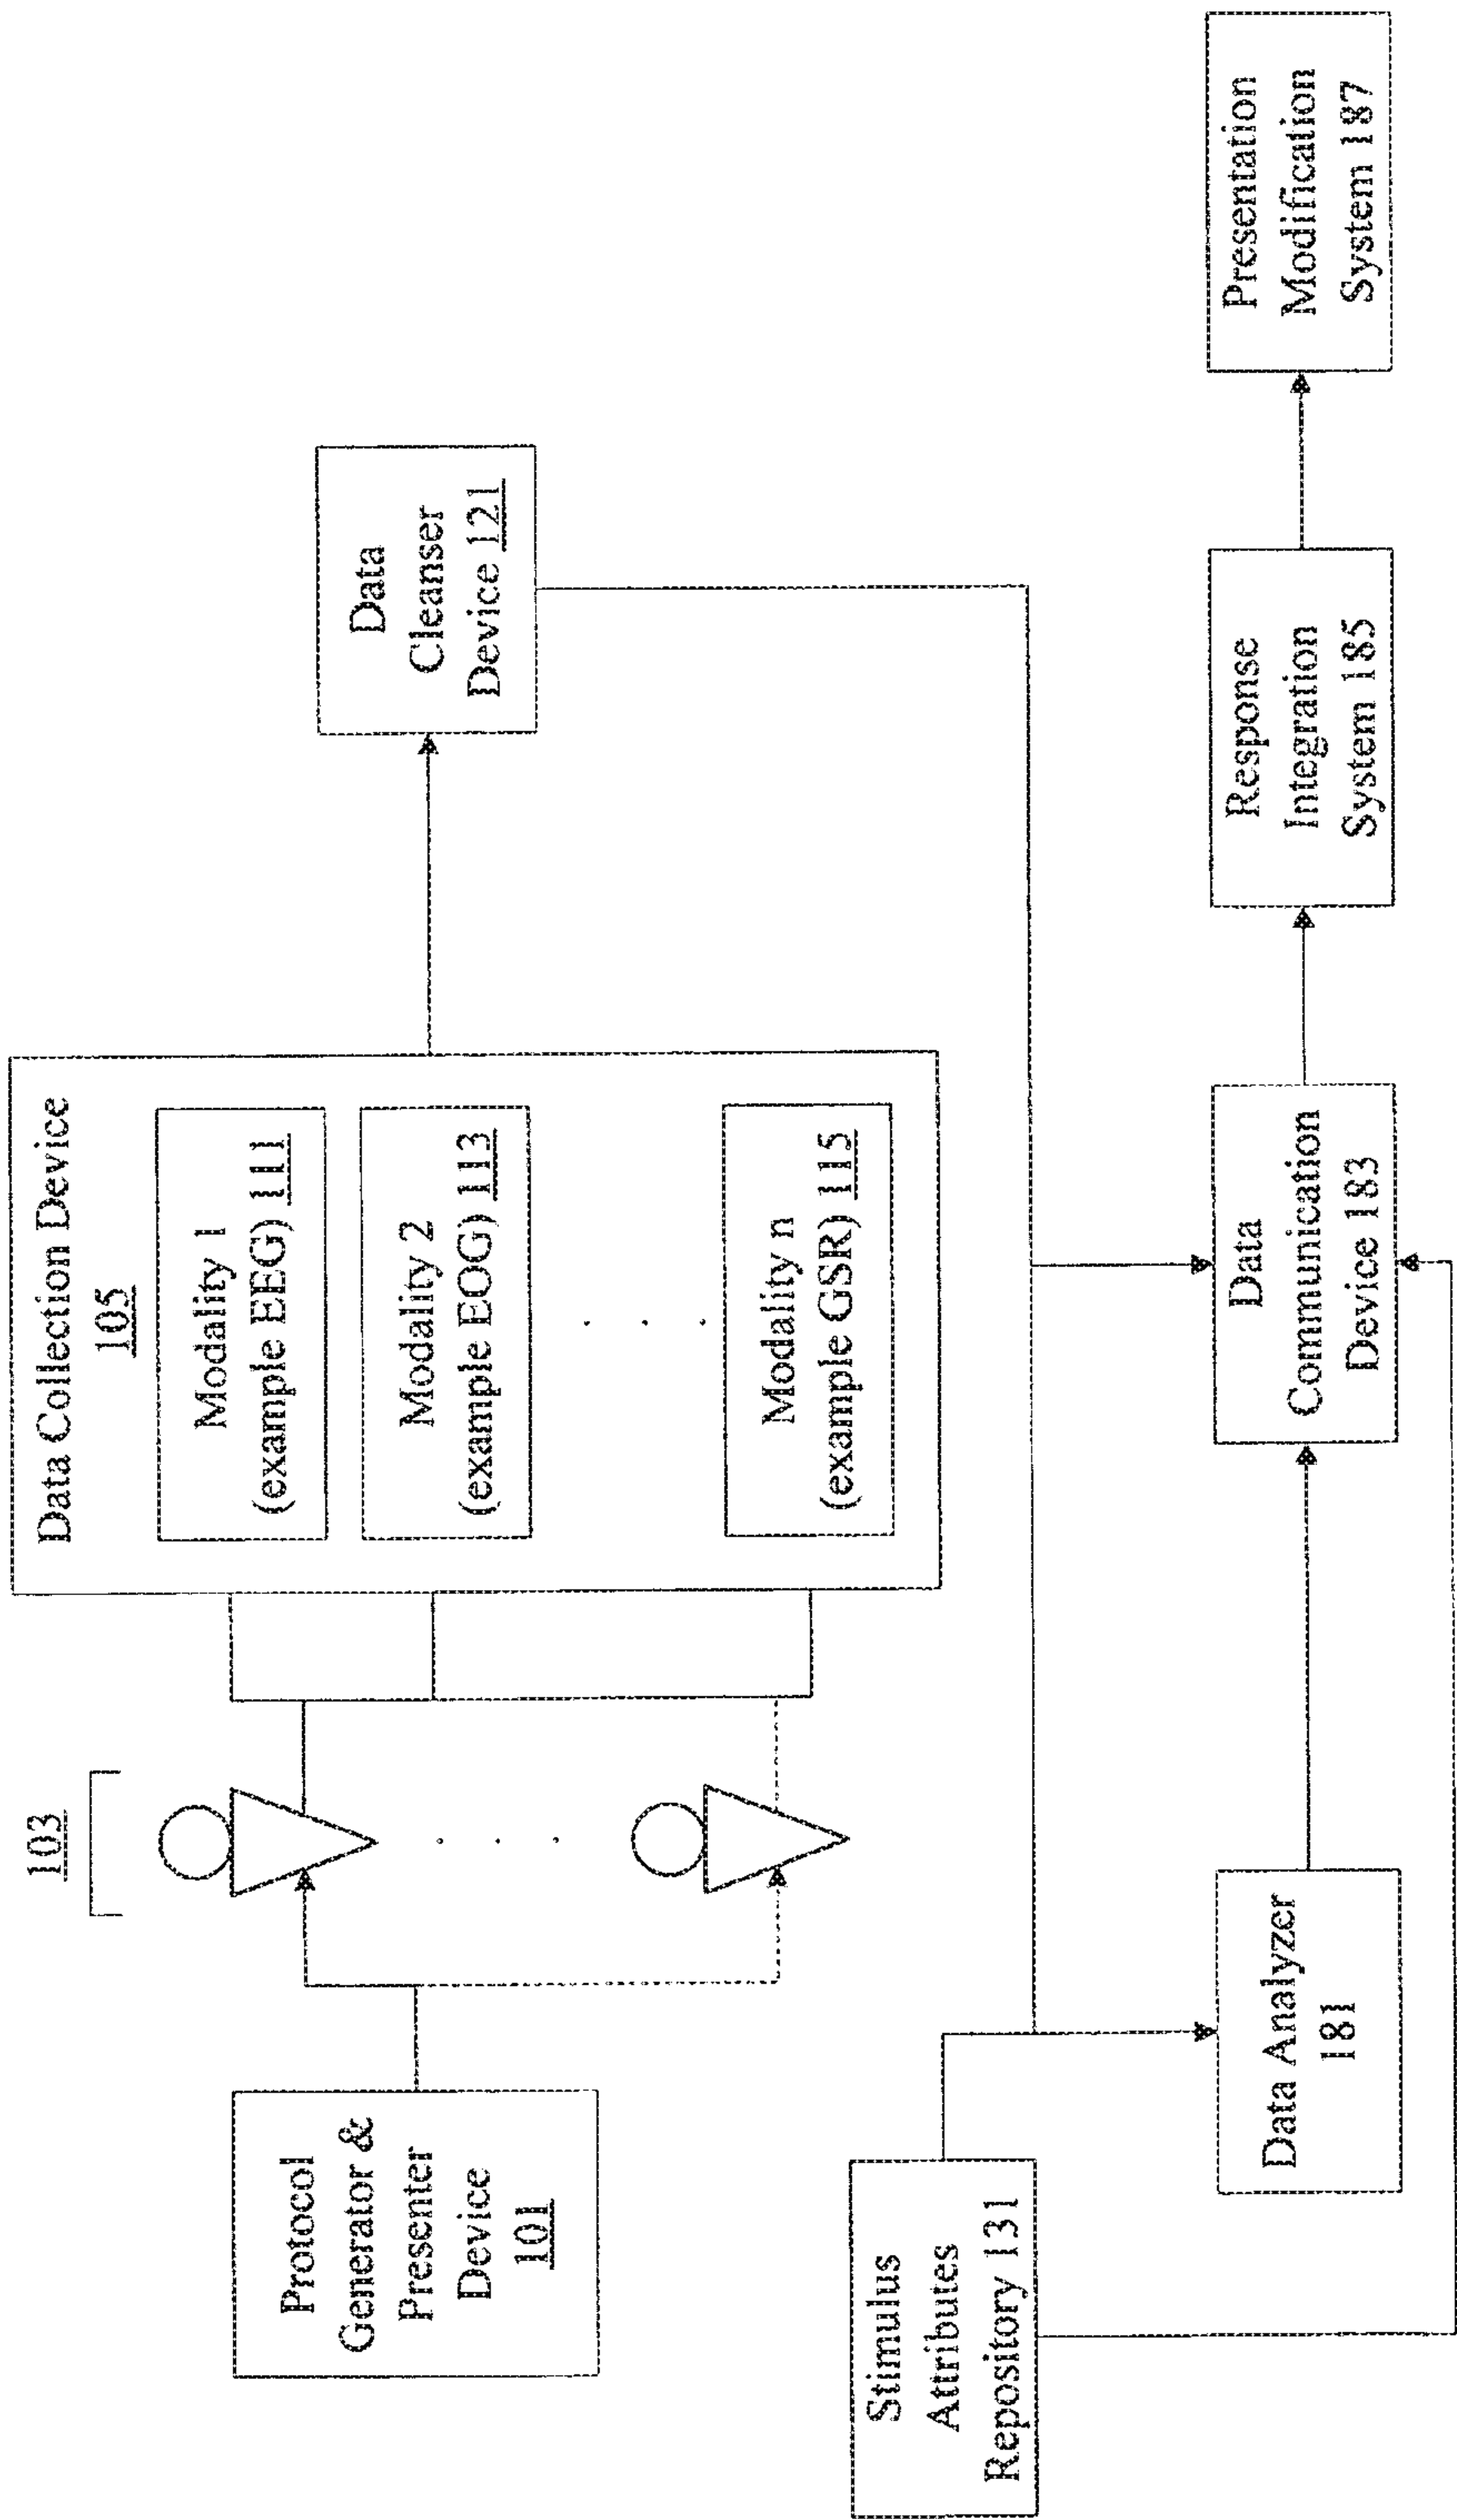 103
Data Collection Device
105
Protocol
Generator &
Presenter
Device
101
Modality 1
(example EEG) 111
Modality 2
(example EOG) 113
Modality n
(example GSR) 115
Data
Cleanser
Device 121
Stimulus
Attributes
Repository 131
Data Analyzer
181
Data
Communication
Device 183
Response
Integration
System 185
Presentation
Modification
System 187